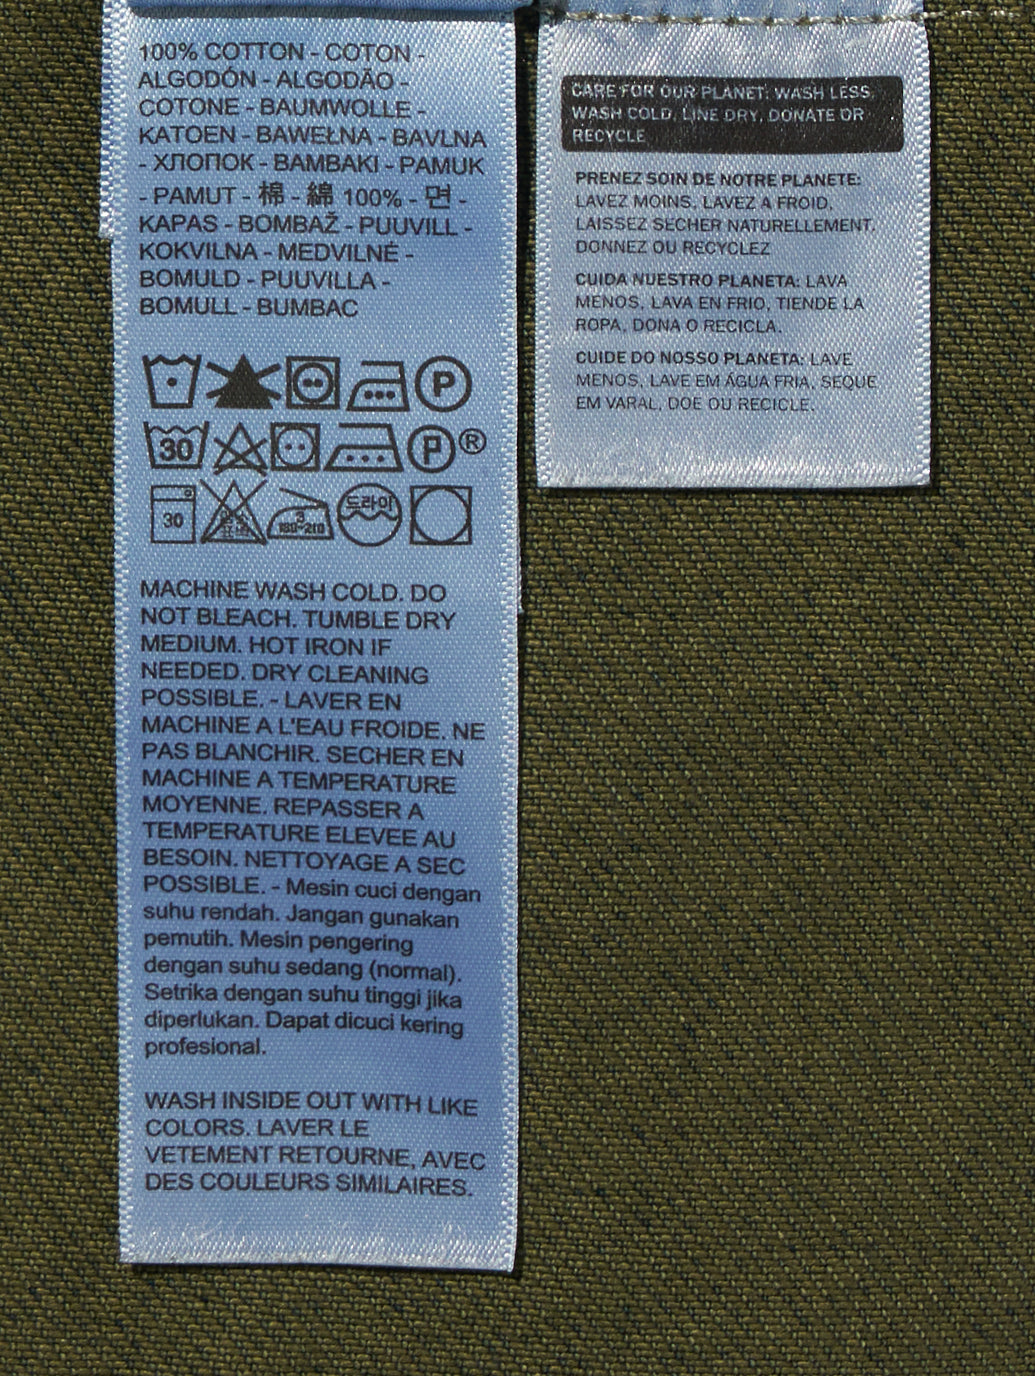 100% COTTON - COTON -
ALGODÓN - ALGODÃO -
COTONE - BAUMWOLLE -
KATOEN - BAWEŁNA - BAVLNA
- ХЛОПОК - BAMBAKI - PAMUK
- PAMUT - 棉 - 綿 100% - 면 -
KAPAS - BOMBAŽ - PUUVILL -
KOKVILNA - MEDVILNĖ -
BOMULD - PUUVILLA -
BOMULL - BUMBAC
P
30 P ®
30 3 180~210 드라이
MACHINE WASH COLD. DO
NOT BLEACH. TUMBLE DRY
MEDIUM. HOT IRON IF
NEEDED. DRY CLEANING
POSSIBLE. - LAVER EN
MACHINE A L'EAU FROIDE. NE
PAS BLANCHIR. SECHER EN
MACHINE A TEMPERATURE
MOYENNE. REPASSER A
TEMPERATURE ELEVEE AU
BESOIN. NETTOYAGE A SEC
POSSIBLE. - Mesin cuci dengan
suhu rendah. Jangan gunakan
pemutih. Mesin pengering
dengan suhu sedang (normal).
Setrika dengan suhu tinggi jika
diperlukan. Dapat dicuci kering
profesional.
WASH INSIDE OUT WITH LIKE
COLORS. LAVER LE
VETEMENT RETOURNE, AVEC
DES COULEURS SIMILAIRES.
CARE FOR OUR PLANET: WASH LESS,
WASH COLD, LINE DRY, DONATE OR
RECYCLE
PRENEZ SOIN DE NOTRE PLANETE:
LAVEZ MOINS, LAVEZ A FROID,
LAISSEZ SECHER NATURELLEMENT,
DONNEZ OU RECYCLEZ
CUIDA NUESTRO PLANETA: LAVA
MENOS, LAVA EN FRIO, TIENDE LA
ROPA, DONA O RECICLA.
CUIDE DO NOSSO PLANETA: LAVE
MENOS, LAVE EM ÁGUA FRIA, SEQUE
EM VARAL, DOE OU RECICLE.